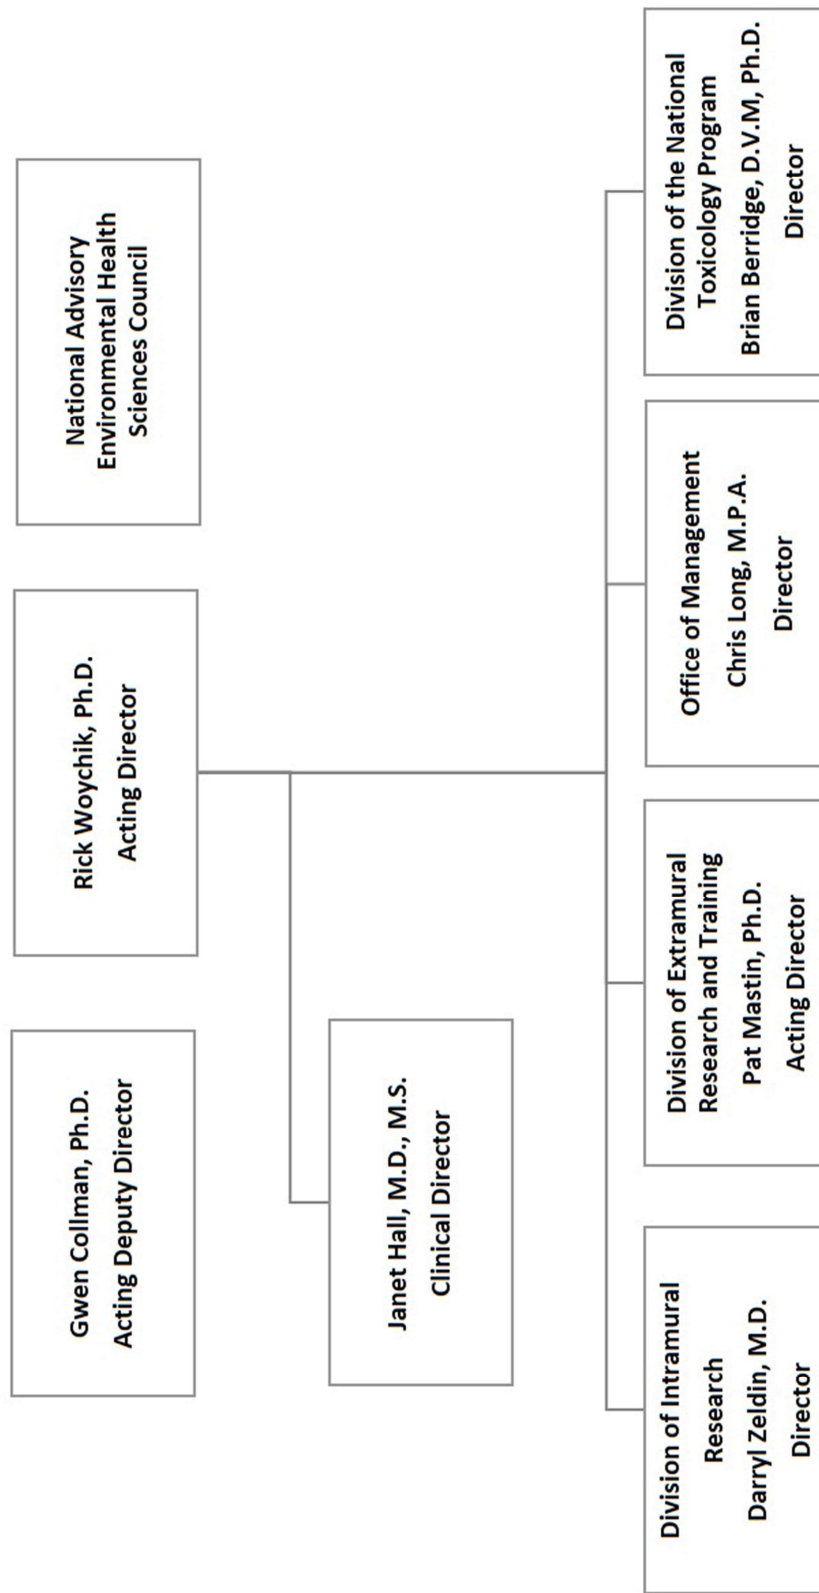 Gwen Collman, Ph.D.
Acting Deputy Director
Rick Woychik, Ph.D.
Acting Director
National Advisory
Environmental Health
Sciences Council
Janet Hall, M.D., M.S.
Clinical Director
Division of Intramural
Research
Darryl Zeldin, M.D.
Director
Division of Extramural
Research and Training
Pat Mastin, Ph.D.
Acting Director
Office of Management
Chris Long, M.P.A.
Director
Division of the National
Toxicology Program
Brian Berridge, D.V.M, Ph.D.
Director